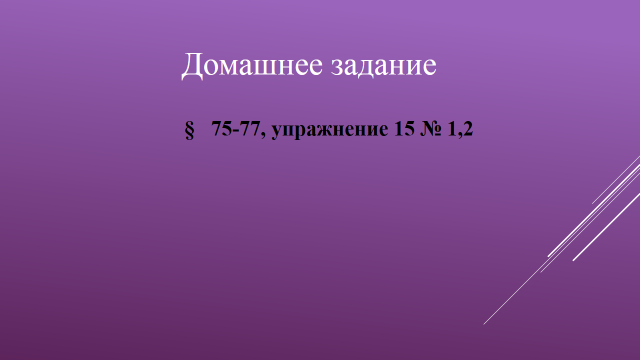 Домашнее задание
§ 75-77, упражнение 15 № 1,2